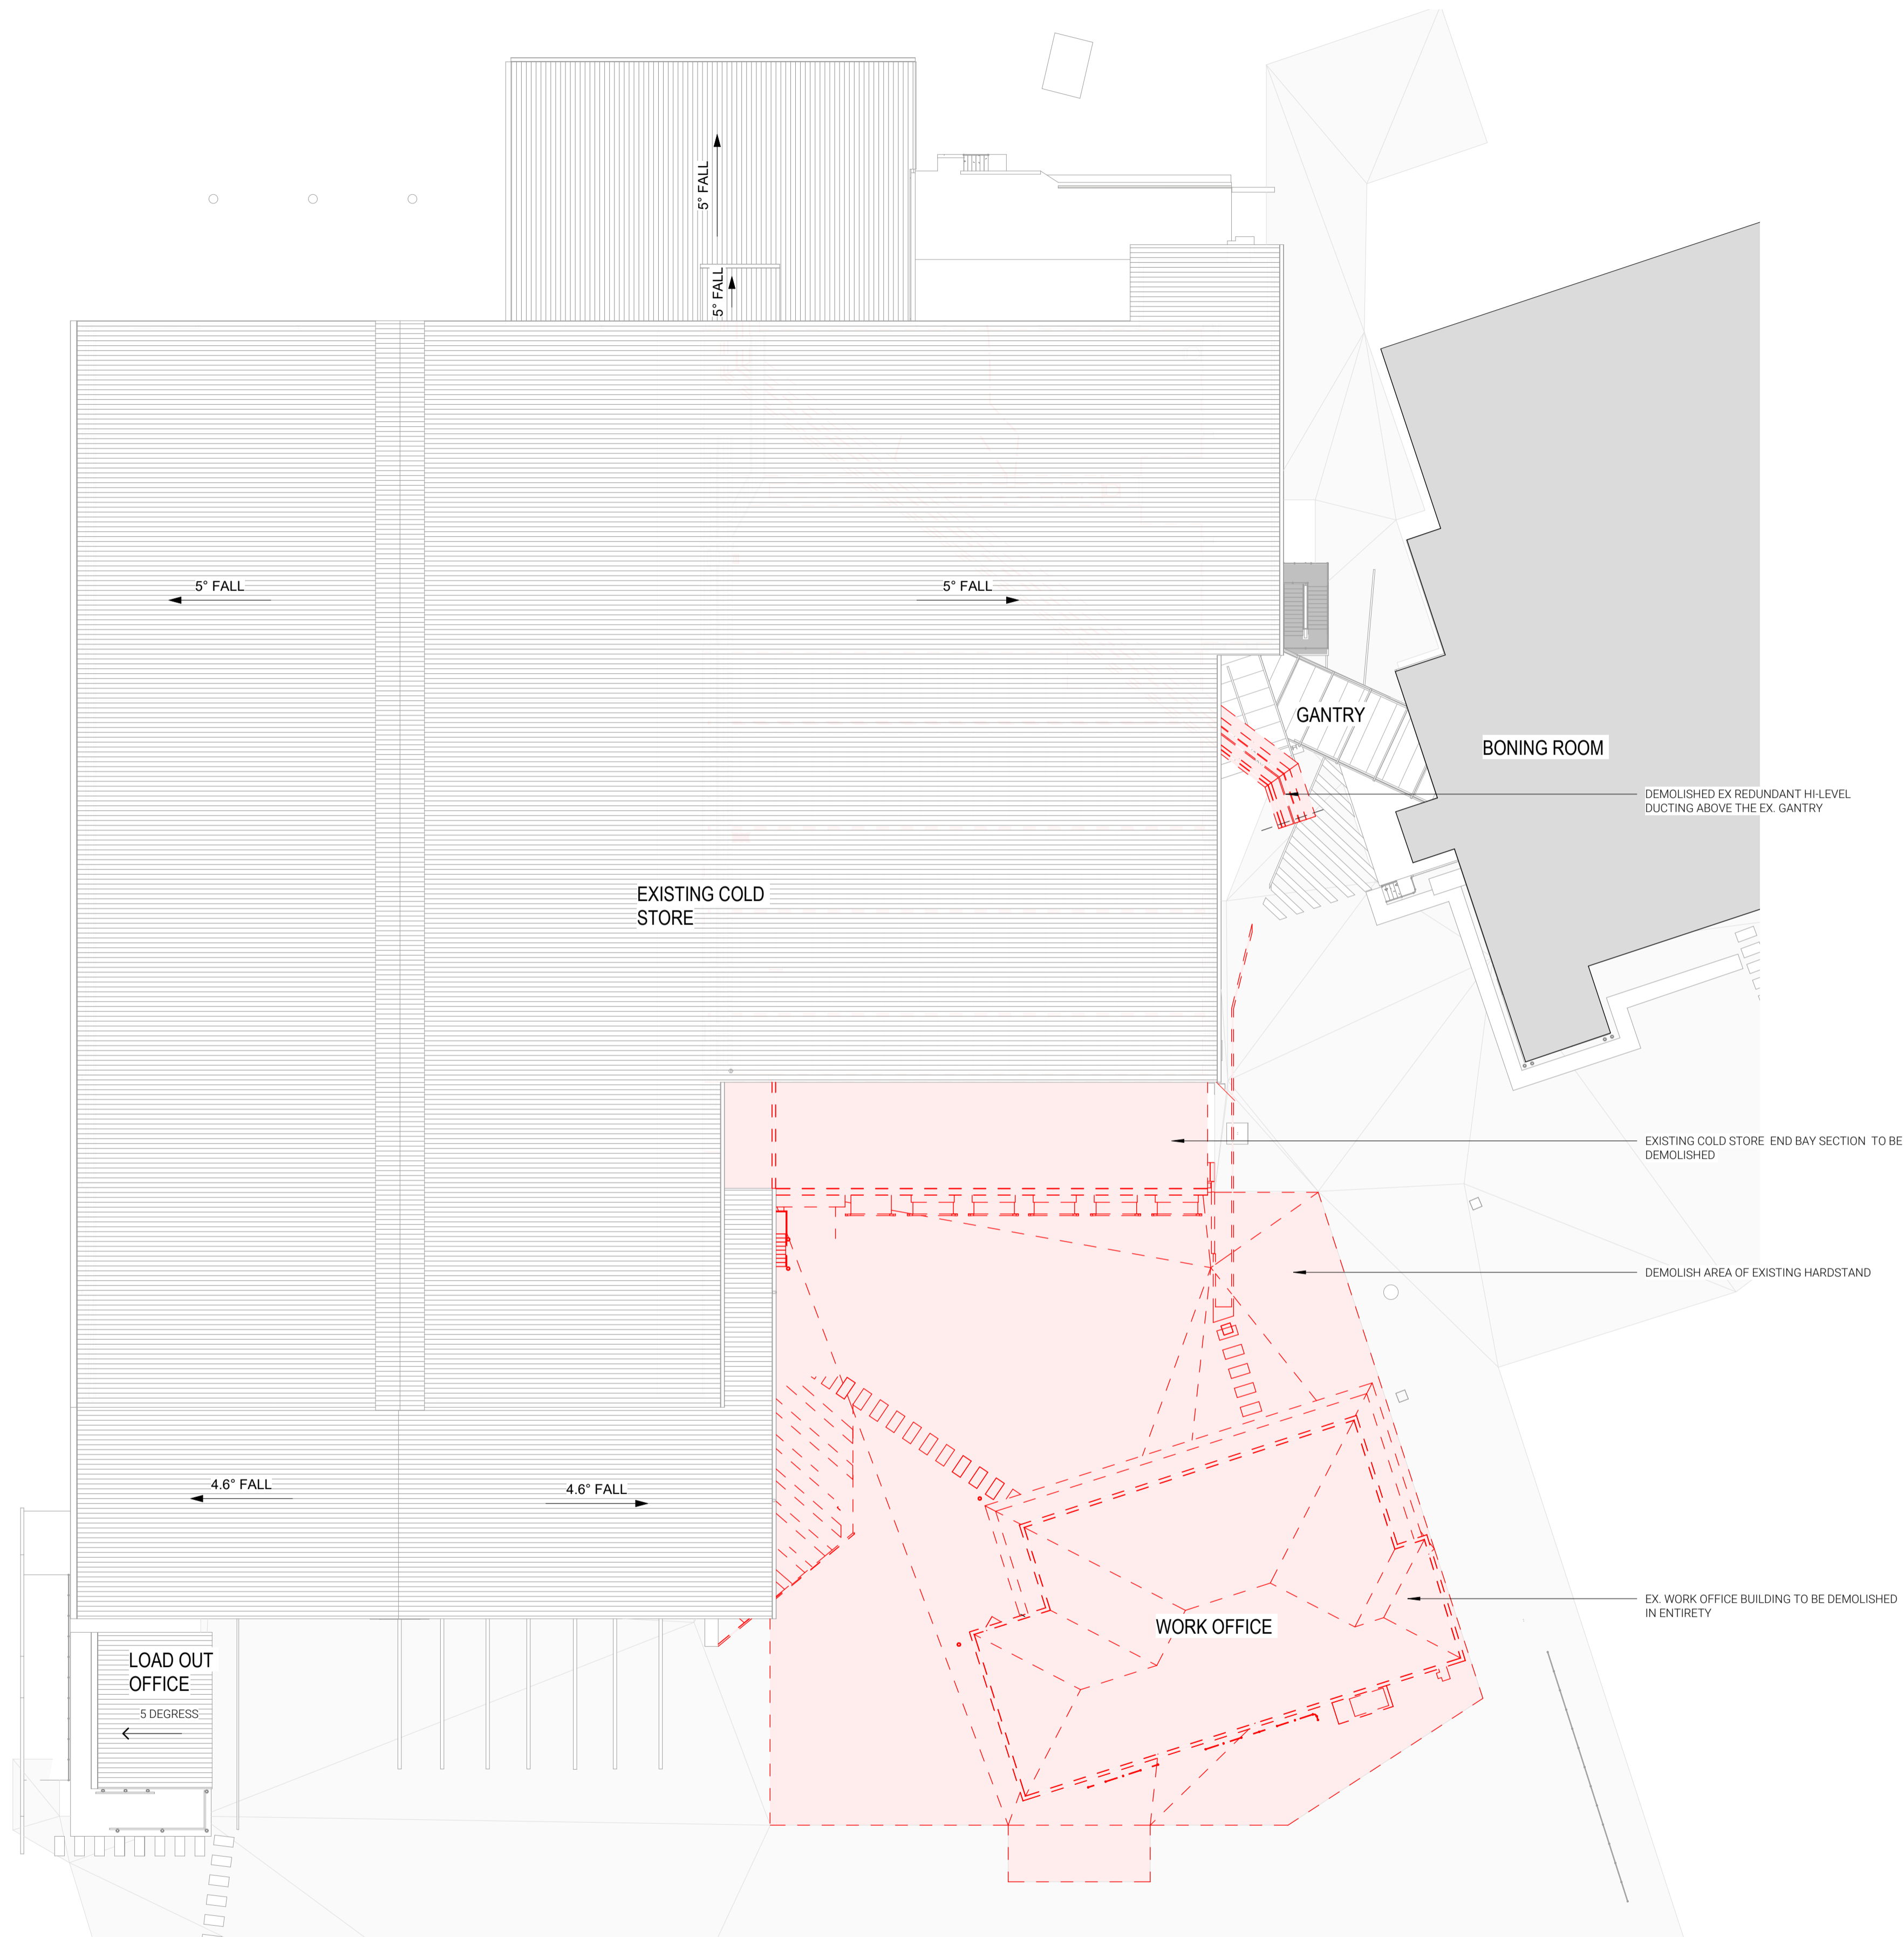 5° FALL
5° FALL
5° FALL
5° FALL
GANTRY
BONING ROOM
DEMOLISHED EX REDUNDANT HI-LEVEL
DUCTING ABOVE THE EX. GANTRY
EXISTING COLD
STORE
EXISTING COLD STORE END BAY SECTION TO BE
DEMOLISHED
DEMOLISH AREA OF EXISTING HARDSTAND
4.6° FALL
4.6° FALL
EX. WORK OFFICE BUILDING TO BE DEMOLISHED
IN ENTIRETY
WORK OFFICE
LOAD OUT
OFFICE
5 DEGRESS